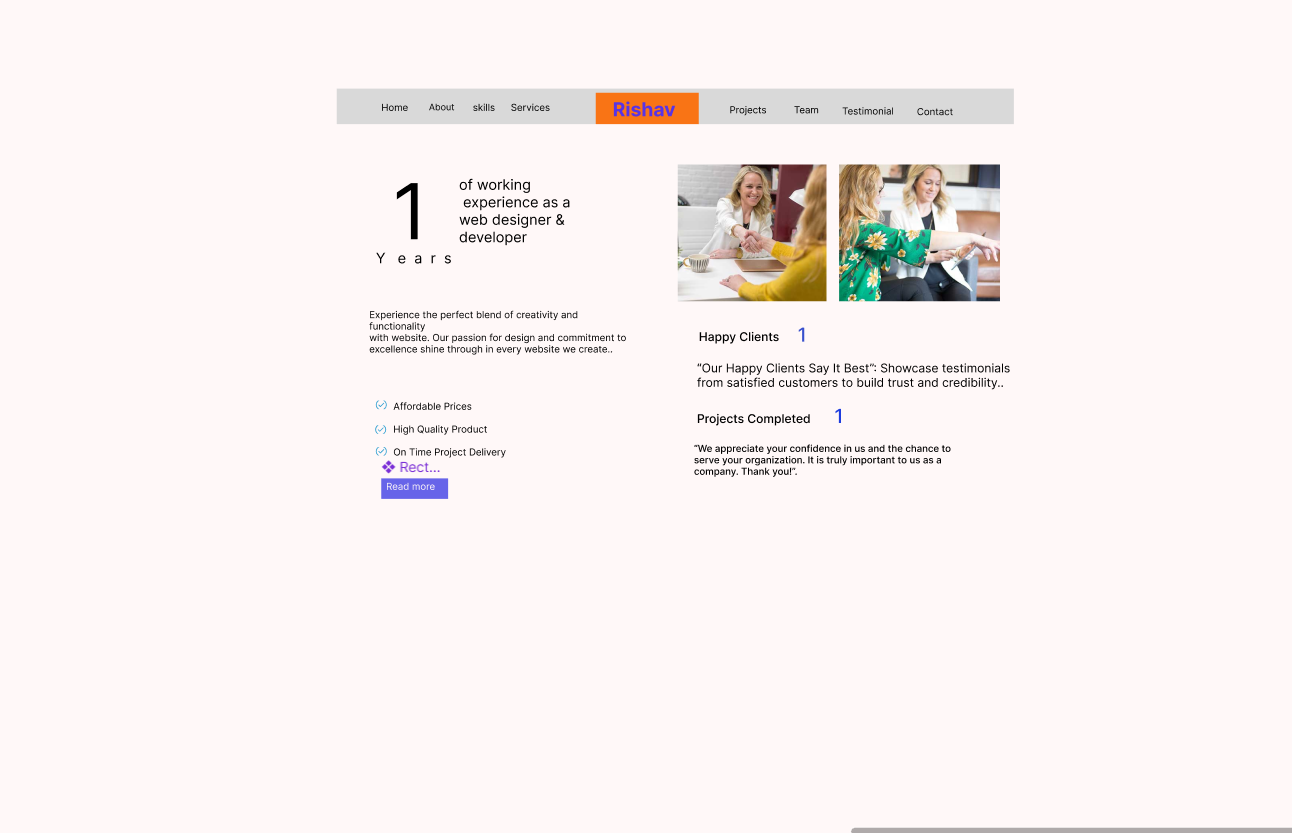 Home About skills Services Rishav Projects Team Testimonial Contact
1
Years
of working
experience as a
web designer &
developer
Experience the perfect blend of creativity and
functionality
with website. Our passion for design and commitment to
excellence shine through in every website we create..
Affordable Prices
High Quality Product
On Time Project Delivery
Rect...
Read more
Happy Clients 1
“Our Happy Clients Say It Best”: Showcase testimonials
from satisfied customers to build trust and credibility..
Projects Completed 1
“We appreciate your confidence in us and the chance to
serve your organization. It is truly important to us as a
company. Thank you!”.